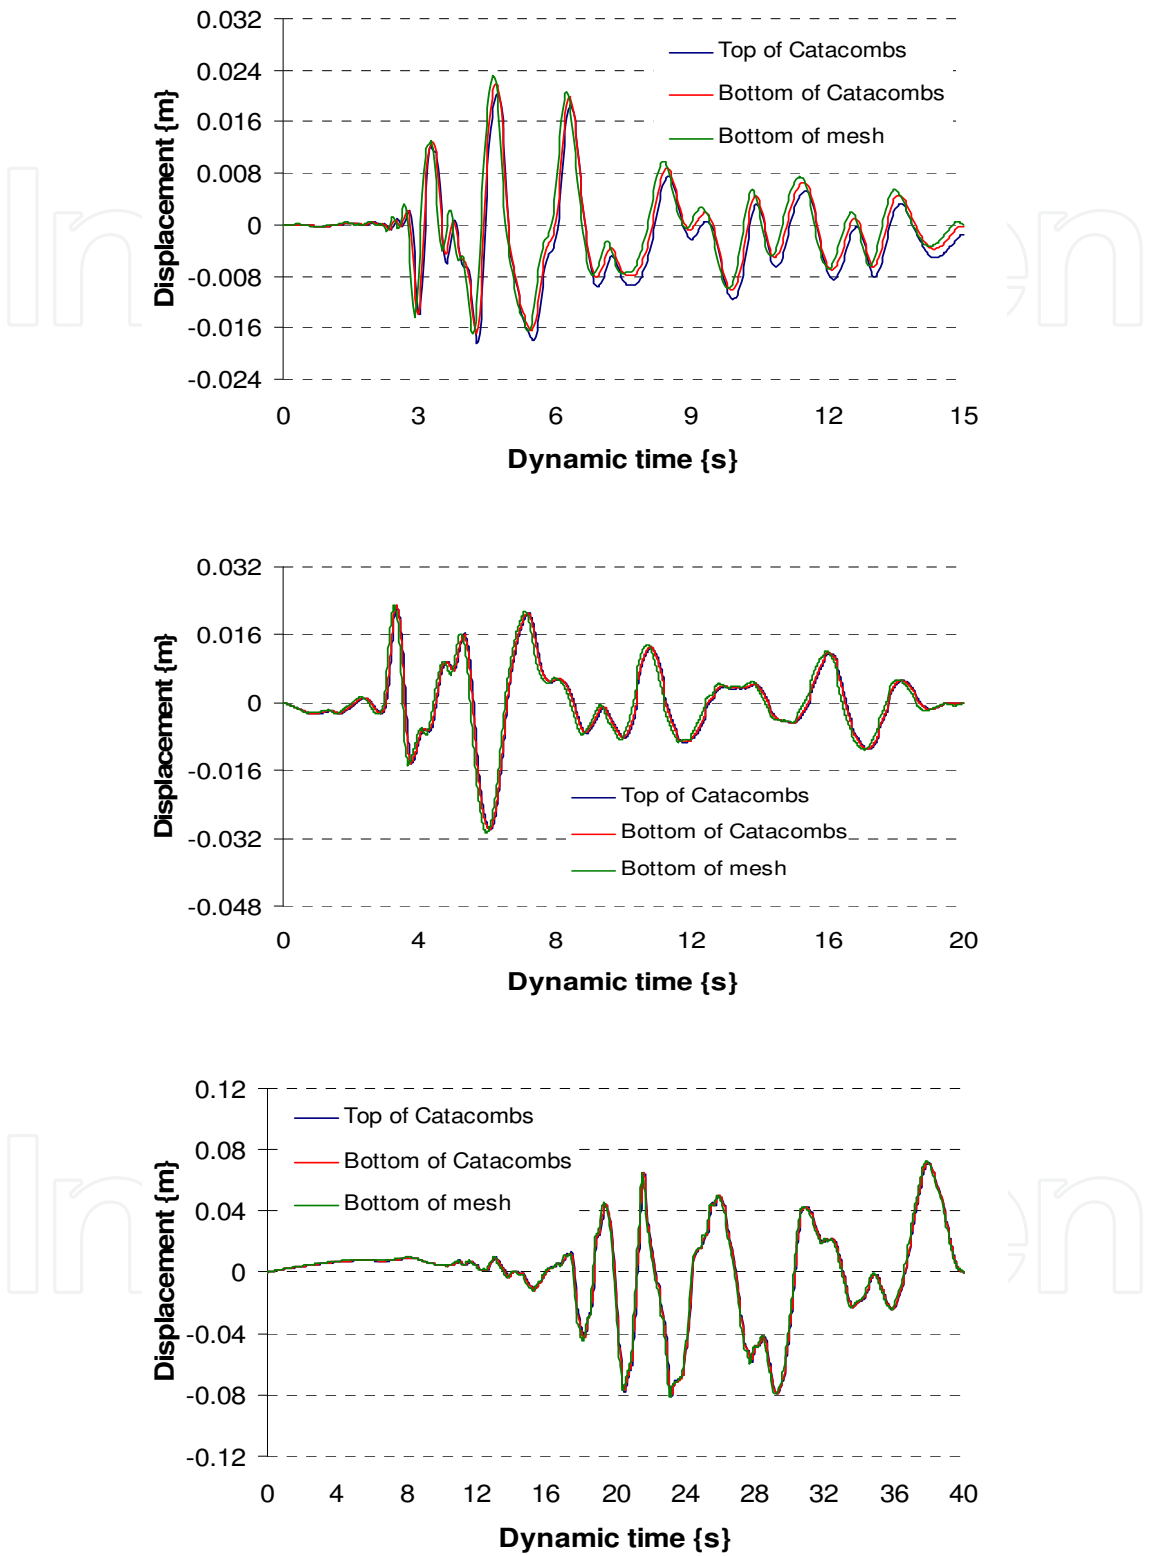 0.032
Top of Catacombs
0.024
Bottom of Catacombs
0.016
Bottom of mesh
0.008
0
-0.008
-0.016
-0.024
Displacement {m}
0 3 6 9 12 15
Dynamic time {s}
0.032
0.016
0
-0.016
Top of Catacombs
Bottom of Catacombs
-0.032
Bottom of mesh
-0.048
Displacement {m}
0 4 8 12 16 20
Dynamic time {s}
0.12
Top of Catacombs
0.08
Bottom of Catacombs
0.04
Bottom of mesh
0
-0.04
-0.08
-0.12
Displacement {m}
0 4 8 12 16 20 24 28 32 36 40
Dynamic time {s}